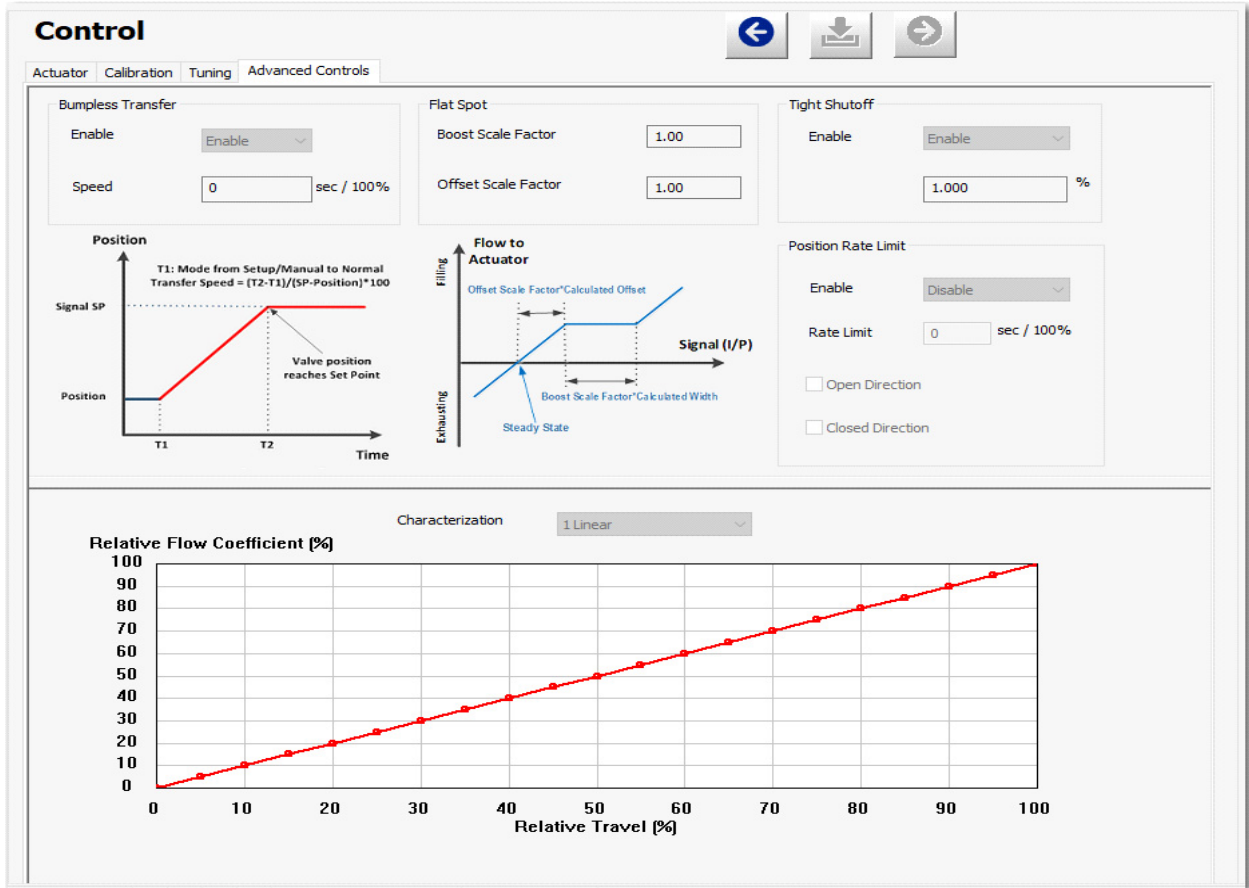 Control
Actuator Calibration Tuning Advanced Controls
Bumpless Transfer
Enable Enable
Speed 0 sec / 100%
Flat Spot
Boost Scale Factor 1.00
Offset Scale Factor 1.00
Tight Shutoff
Enable Enable
1.000 %
Position
T1: Mode from Setup/Manual to Normal
Transfer Speed = (T2-T1)/(SP-Position)*100
Signal SP
Valve position
reaches Set Point
Position
T1 T2
Time
Flow to
Actuator
Filling
Offset Scale Factor*Calculated Offset
Signal (I/P)
Boost Scale Factor*Calculated Width
Exhausting
Steady State
Position Rate Limit
Enable Disable
Rate Limit 0 sec / 100%
Open Direction
Closed Direction
Characterization 1 Linear
Relative Flow Coefficient (%)
100
90
80
70
60
50
40
30
20
10
0
0 10 20 30 40 50 60 70 80 90 100
Relative Travel (%)